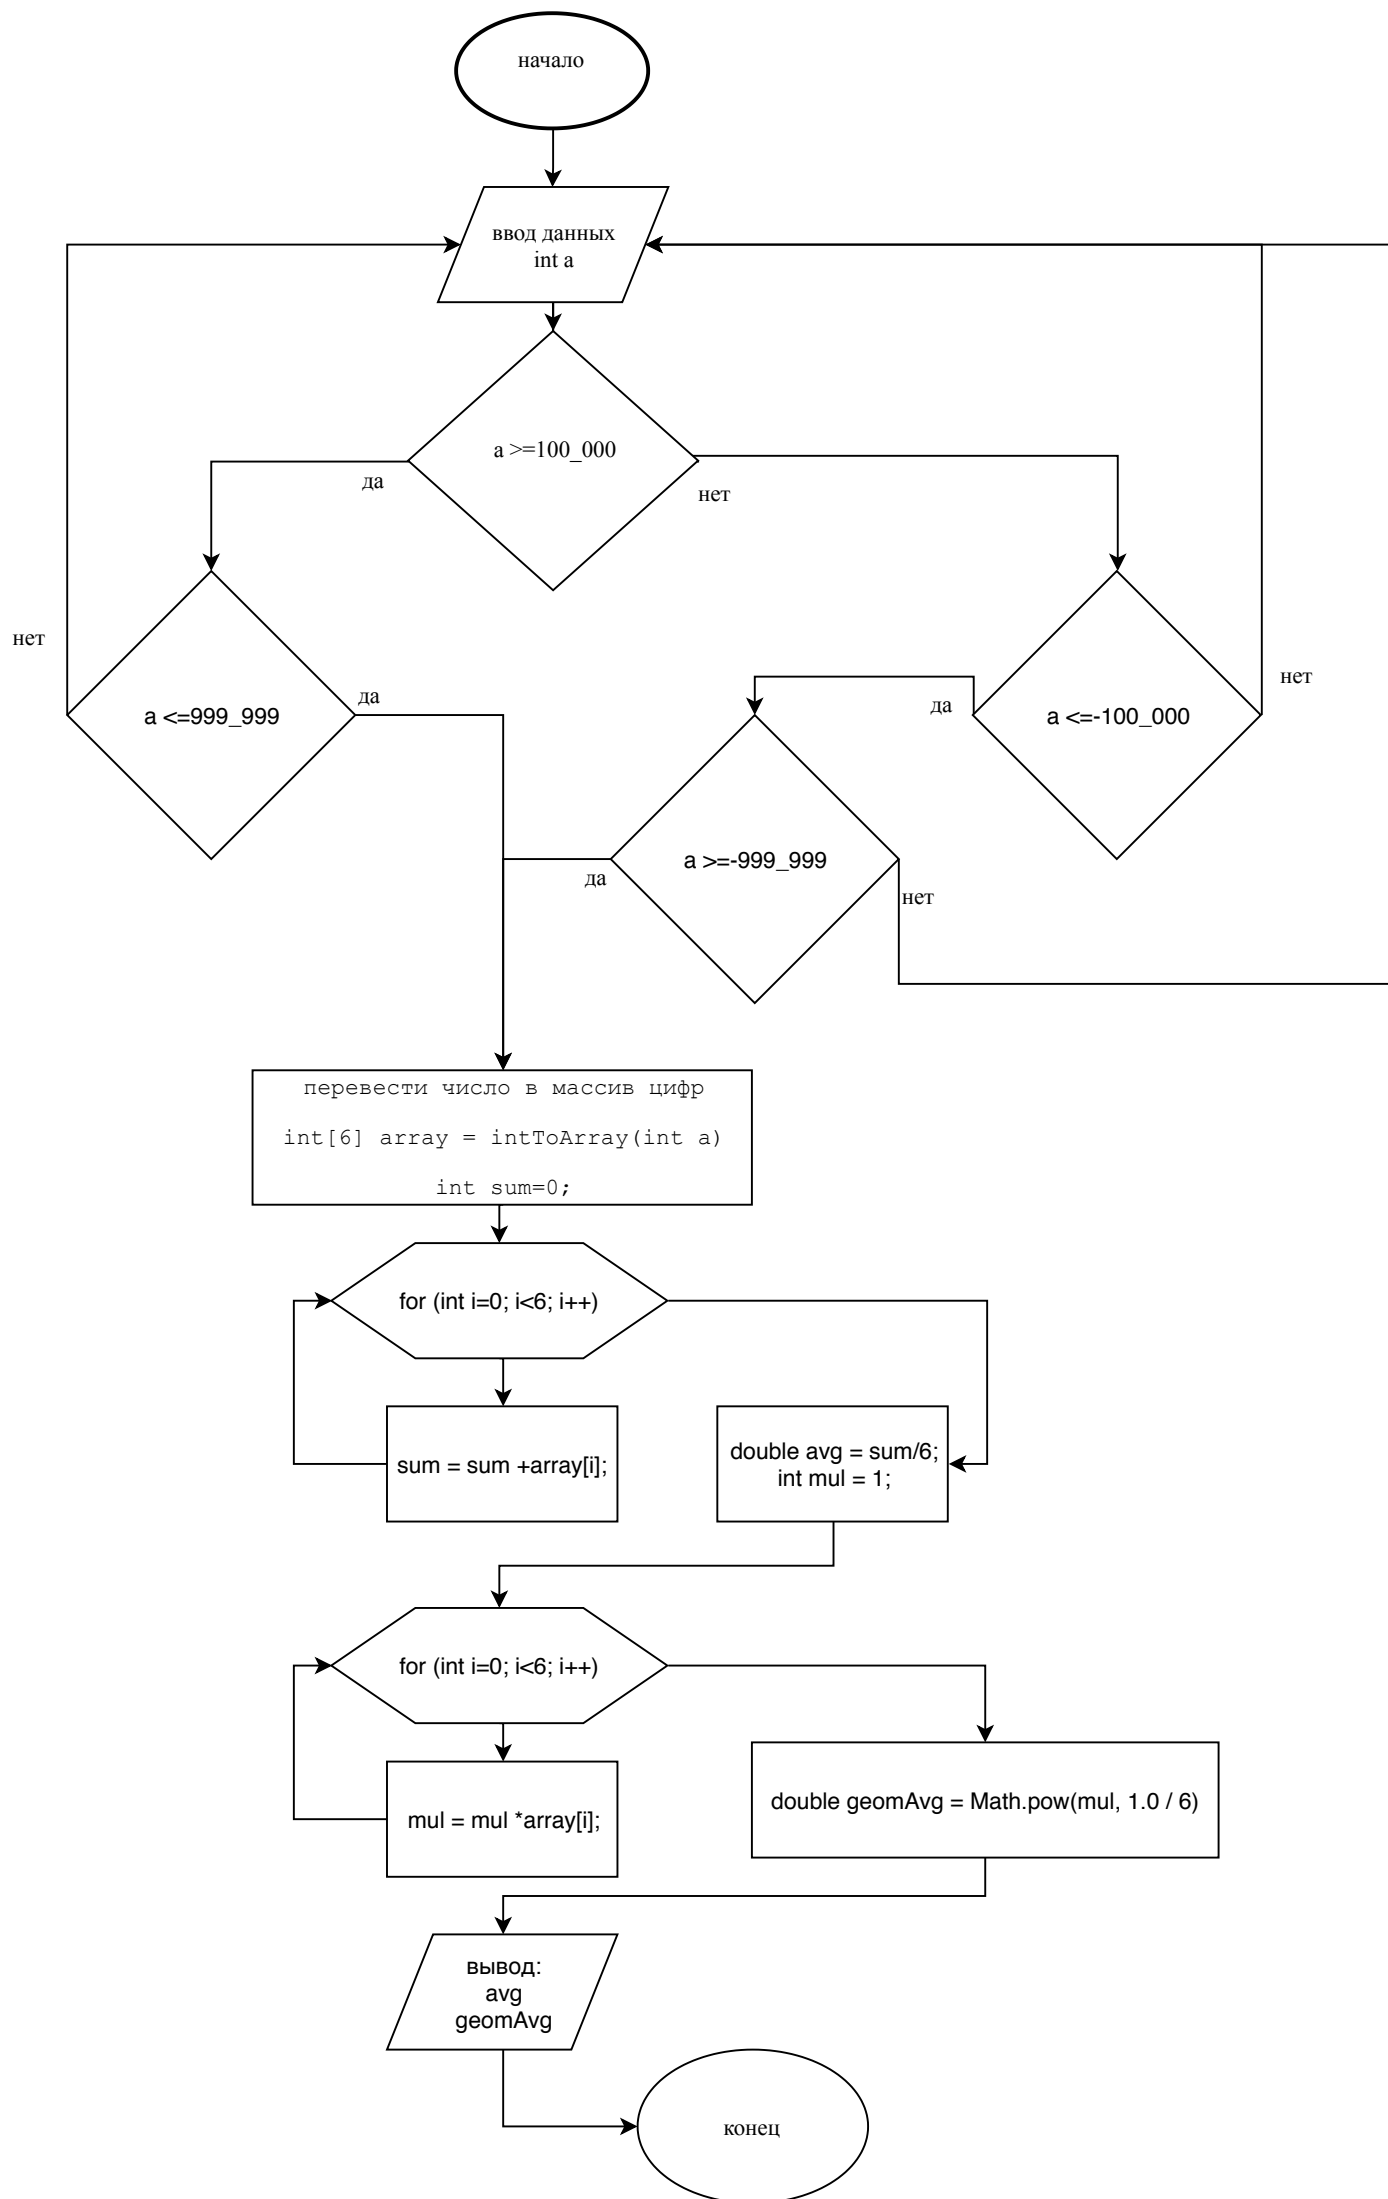 начало
ввод данных
int a
a >=100_000
да
нет
нет
a <=999_999
да
да
a <=-100_000
нет
a >=-999_999
да
нет
перевести число в массив цифр
int[6] array = intToArray(int a)
int sum=0;
for (int i=0; i<6; i++)
sum = sum +array[i];
double avg = sum/6;
int mul = 1;
for (int i=0; i<6; i++)
mul = mul *array[i];
double geomAvg = Math.pow(mul, 1.0 / 6)
вывод:
avg
geomAvg
конец